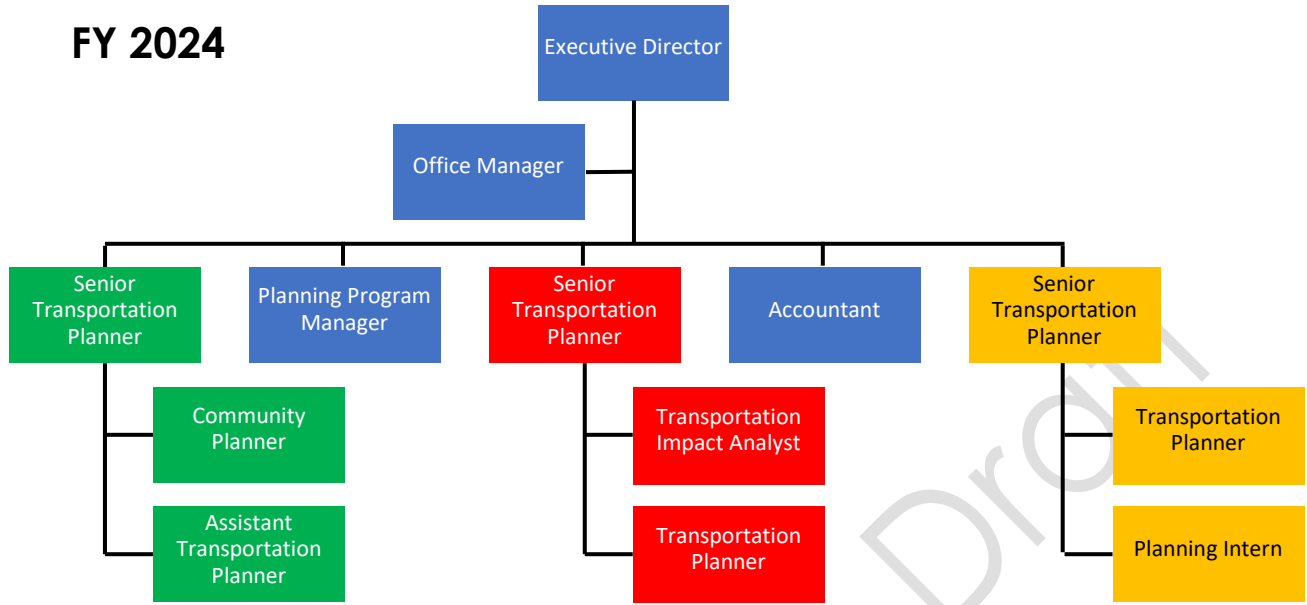 FY 2024
Executive Director
Office Manager
Senior
Transportation
Planner
Planning Program
Manager
Senior
Transportation
Planner
Accountant
Senior
Transportation
Planner
Community
Planner
Transportation
Impact Analyst
Transportation
Planner
Assistant
Transportation
Planner
Transportation
Planner
Planning Intern
Draft